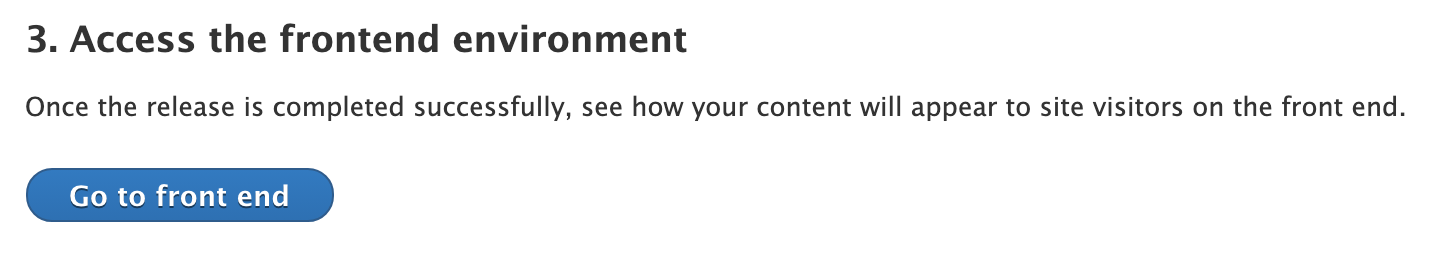 3. Access the frontend environment
Once the release is completed successfully, see how your content will appear to site visitors on the front end.
Go to front end